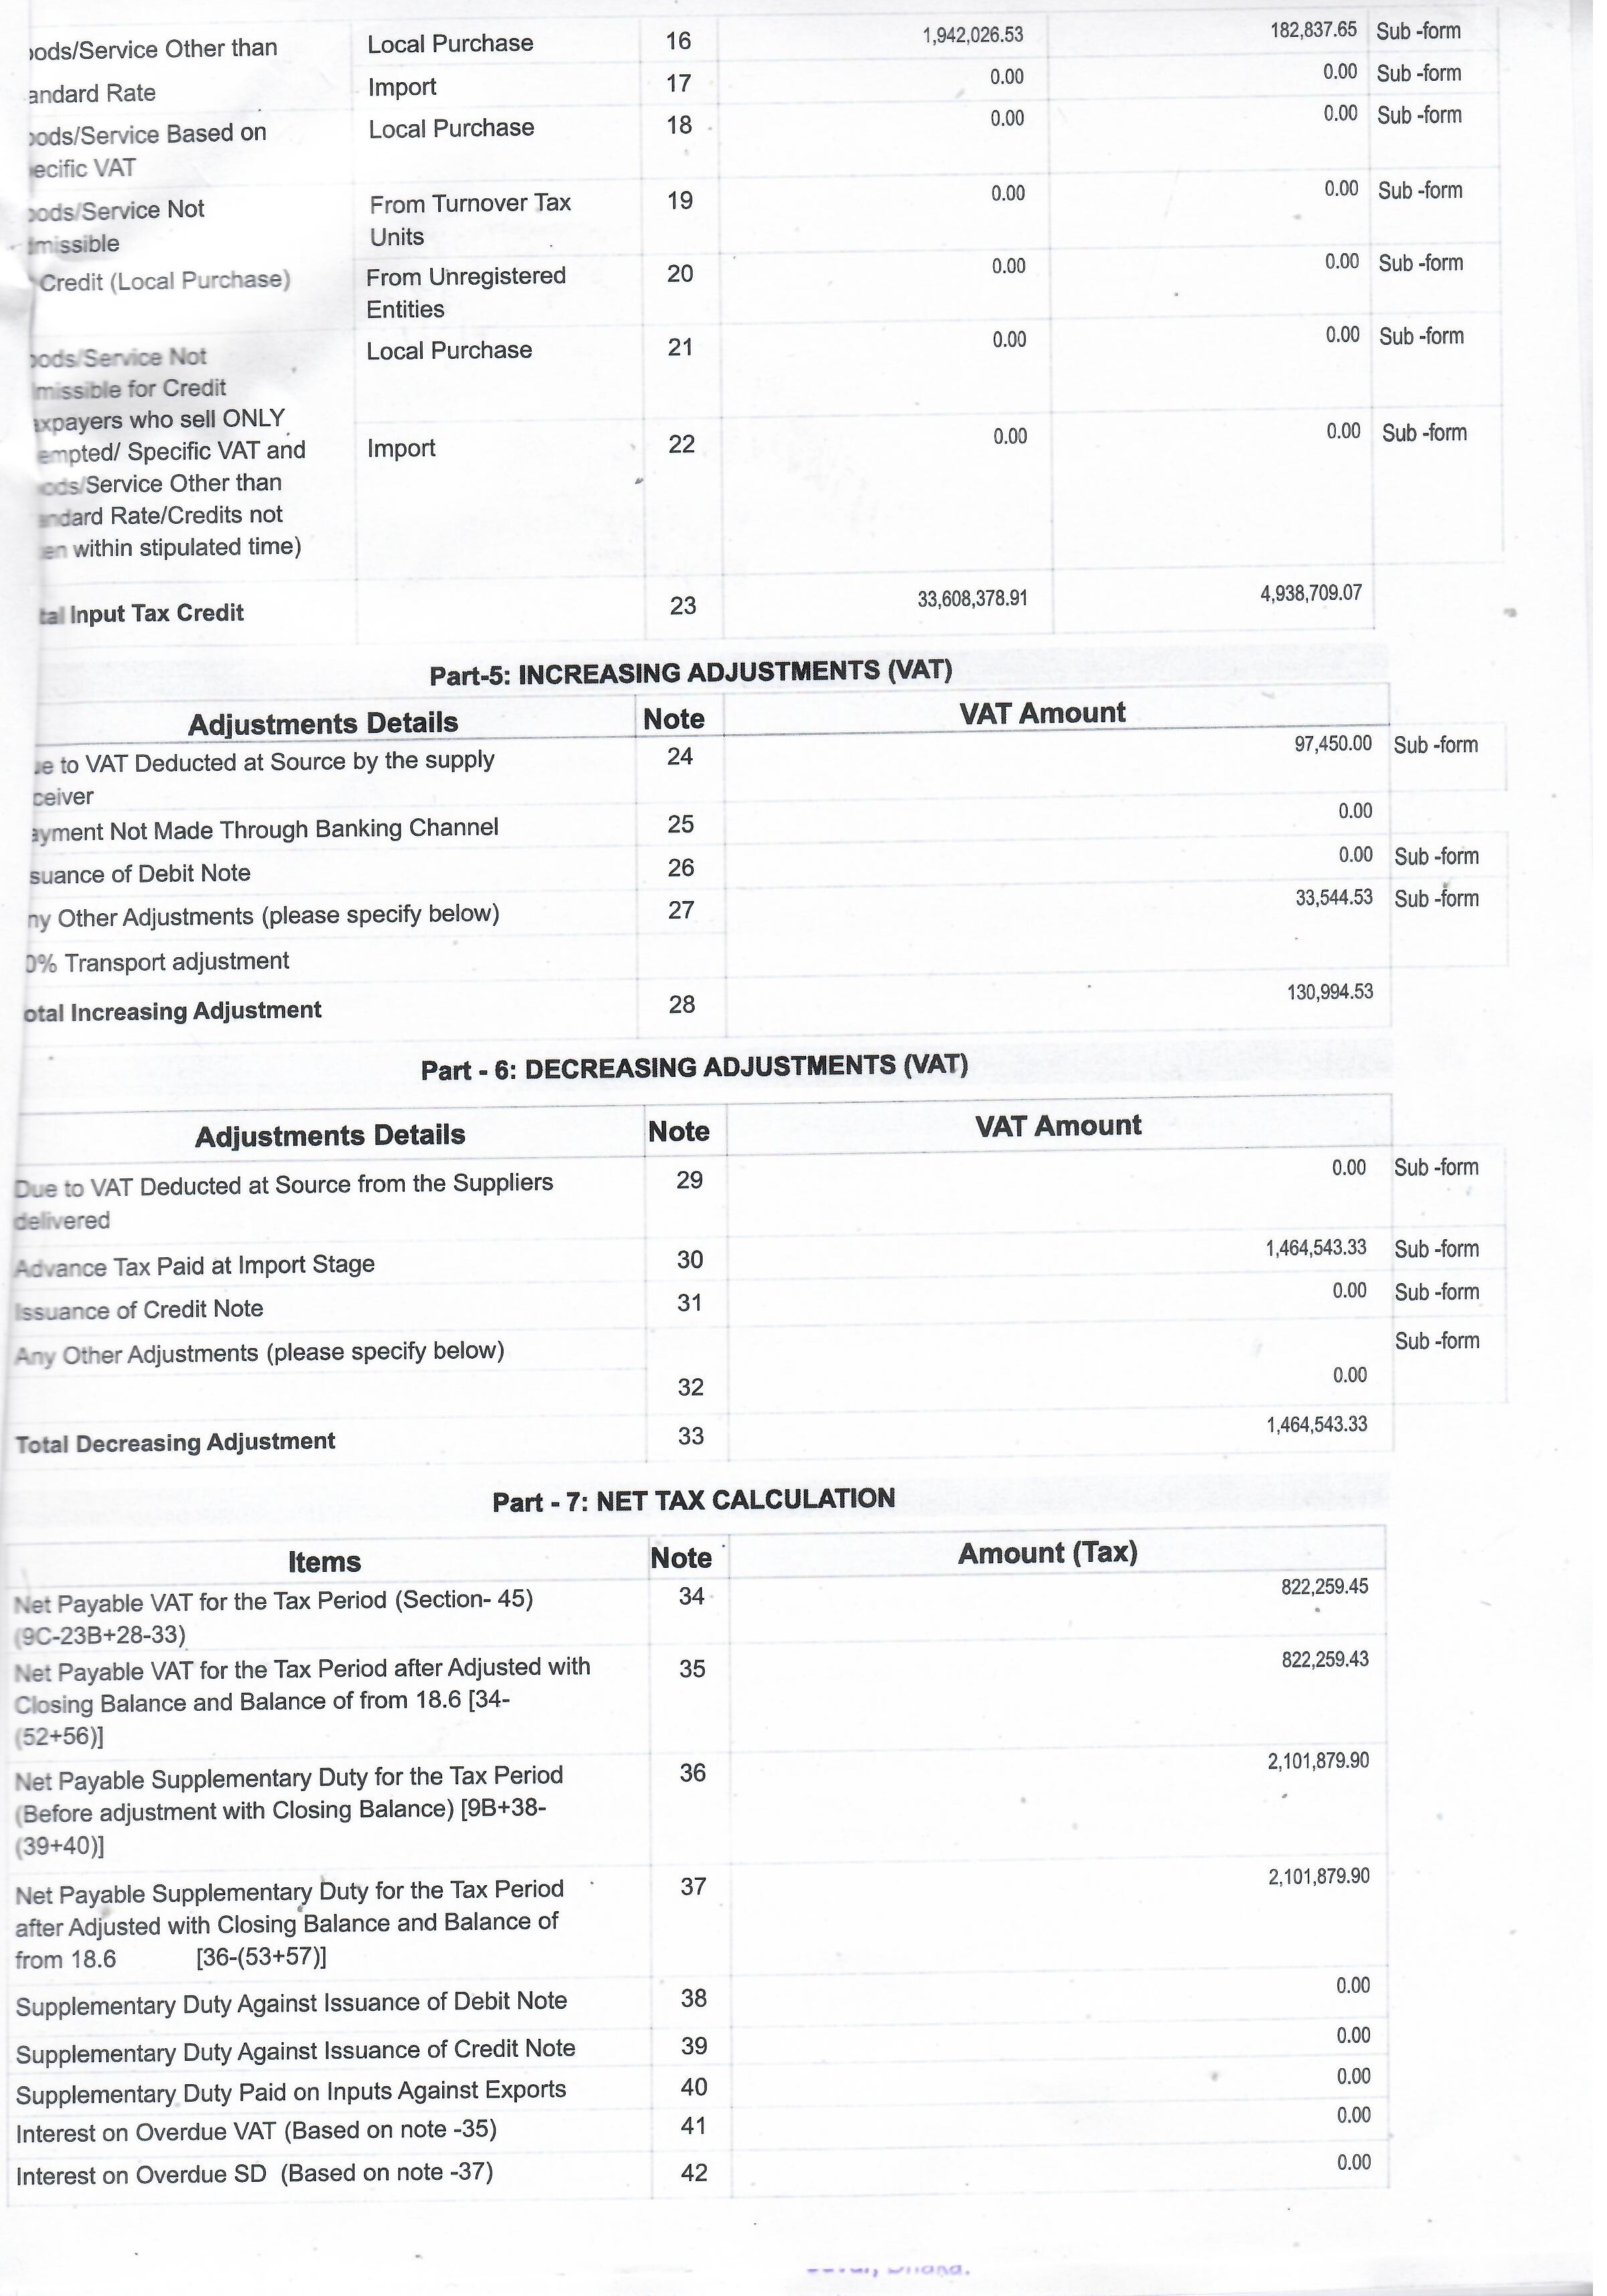 oods/Service Other than Local Purchase 16 1,942,026.53 182,837.65 Sub -form
andard Rate Import 17 0.00 0.00 Sub -form
oods/Service Based on Local Purchase 18 0.00 0.00 Sub -form
ecific VAT
oods/Service Not From Turnover Tax 19 0.00 0.00 Sub -form
missible Units
Credit (Local Purchase) From Unregistered 20 0.00 0.00 Sub -form
Entities
oods/Service Not Local Purchase 21 0.00 0.00 Sub -form
missible for Credit
axpayers who sell ONLY
empted/ Specific VAT and Import 22 0.00 0.00 Sub -form
ods/Service Other than
ndard Rate/Credits not
en within stipulated time)
tal Input Tax Credit 23 33,608,378.91 4,938,709.07
Part-5: INCREASING ADJUSTMENTS (VAT)
Adjustments Details Note VAT Amount
ue to VAT Deducted at Source by the supply 24 97,450.00 Sub -form
ceiver
ayment Not Made Through Banking Channel 25 0.00
suance of Debit Note 26 0.00 Sub -form
ny Other Adjustments (please specify below) 27 33,544.53 Sub -form
0% Transport adjustment
otal Increasing Adjustment 28 130,994.53
Part - 6: DECREASING ADJUSTMENTS (VAT)
Adjustments Details Note VAT Amount
Due to VAT Deducted at Source from the Suppliers 29 0.00 Sub -form
delivered
Advance Tax Paid at Import Stage 30 1,464,543.33 Sub -form
Issuance of Credit Note 31 0.00 Sub -form
Any Other Adjustments (please specify below) Sub -form
32 0.00
Total Decreasing Adjustment 33 1,464,543.33
Part - 7: NET TAX CALCULATION
Items Note Amount (Tax)
Net Payable VAT for the Tax Period (Section- 45) 34 822,259.45
(9C-23B+28-33)
Net Payable VAT for the Tax Period after Adjusted with 35 822,259.43
Closing Balance and Balance of from 18.6 [34-
(52+56)]
Net Payable Supplementary Duty for the Tax Period 36 2,101,879.90
(Before adjustment with Closing Balance) [9B+38-
(39+40)]
Net Payable Supplementary Duty for the Tax Period 37 2,101,879.90
after Adjusted with Closing Balance and Balance of
from 18.6 [36-(53+57)]
Supplementary Duty Against Issuance of Debit Note 38 0.00
Supplementary Duty Against Issuance of Credit Note 39 0.00
Supplementary Duty Paid on Inputs Against Exports 40 0.00
Interest on Overdue VAT (Based on note -35) 41 0.00
Interest on Overdue SD (Based on note -37) 42 0.00